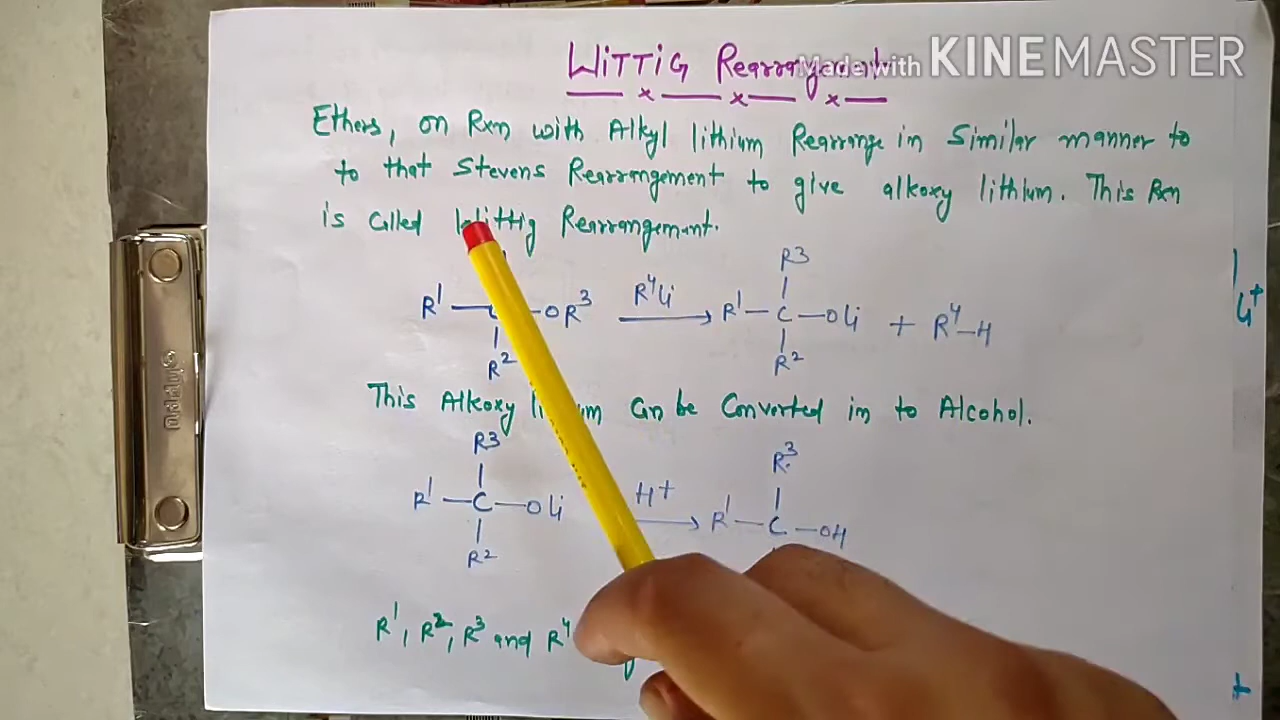 WiTTiG Rearrangement
Made with KINEMASTER
Ethers, on Rxn with Alkyl lithium Rearrange in Similar manner to
to that Stevens Rearrangement to give alkoxy lithium. This Rxn
is Called Wittig Rearrangement.
R³
R¹ — C — OR³ R⁴Li R¹ — C — OLi + R⁴—H
R² R²
This Alkoxy can be Converted in to Alcohol.
R³ R³
R¹ — C — OLi H⁺ R¹ — C — OH
R²
R¹, R², R³ and R⁴
Li⁺
+
Shipra